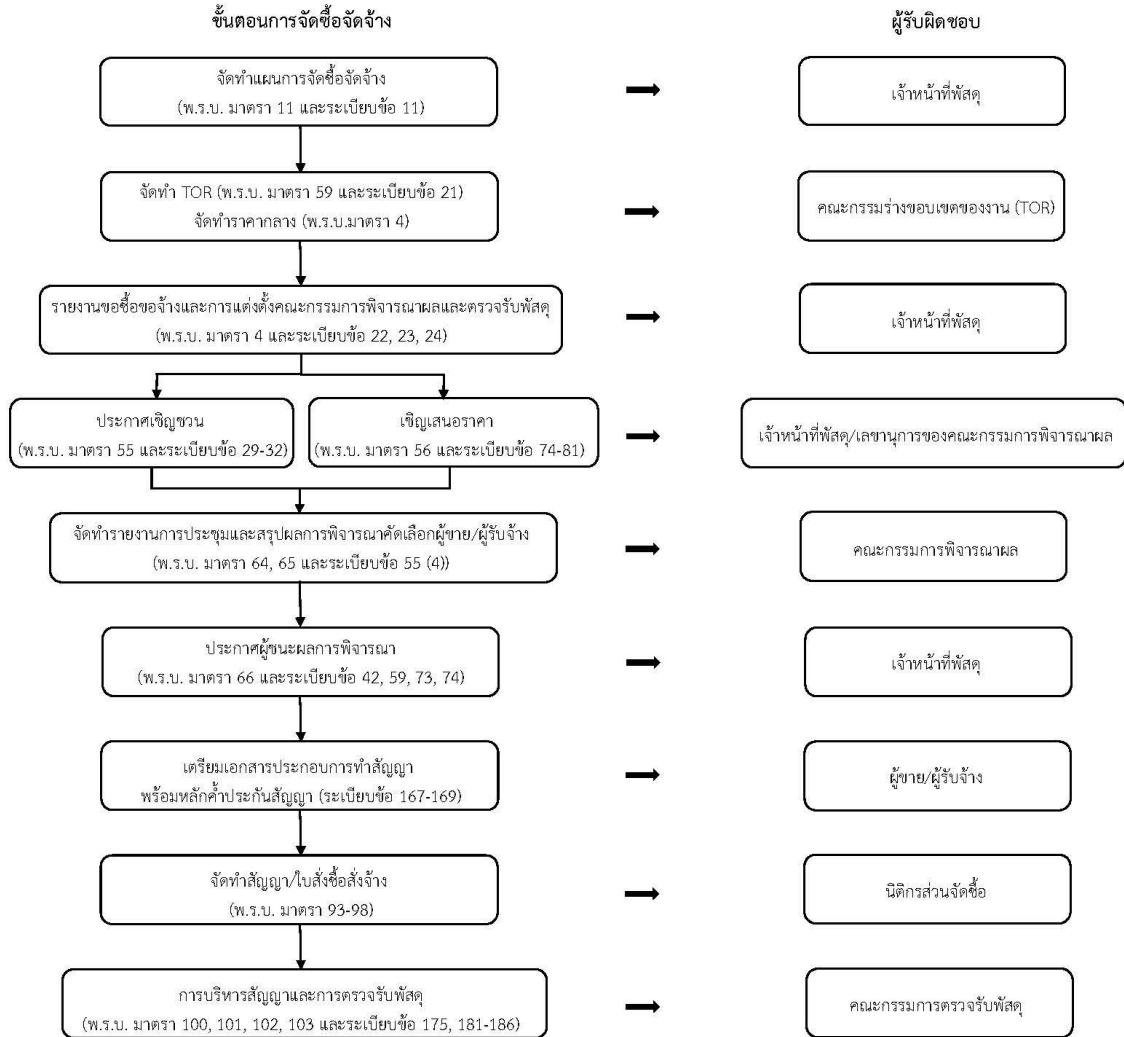 ขั้นตอนการจัดซื้อจัดจ้าง
ผู้รับผิดชอบ
จัดทำแผนการจัดซื้อจัดจ้าง
(พ.ร.บ. มาตรา 11 และระเบียบข้อ 11)
เจ้าหน้าที่พัสดุ
จัดทำ TOR (พ.ร.บ. มาตรา 59 และระเบียบข้อ 21)
จัดทำราคากลาง (พ.ร.บ.มาตรา 4)
คณะกรรมร่างขอบเขตของงาน (TOR)
รายงานขอซื้อขอจ้างและการแต่งตั้งคณะกรรมการพิจารณาผลและตรวจรับพัสดุ
(พ.ร.บ. มาตรา 4 และระเบียบข้อ 22, 23, 24)
เจ้าหน้าที่พัสดุ
ประกาศเชิญชวน
(พ.ร.บ. มาตรา 55 และระเบียบข้อ 29-32)
เชิญเสนอราคา
(พ.ร.บ. มาตรา 56 และระเบียบข้อ 74-81)
เจ้าหน้าที่พัสดุ/เลขานุการของคณะกรรมการพิจารณาผล
จัดทำรายงานการประชุมและสรุปผลการพิจารณาคัดเลือกผู้ขาย/ผู้รับจ้าง
(พ.ร.บ. มาตรา 64, 65 และระเบียบข้อ 55 (4))
คณะกรรมการพิจารณาผล
ประกาศผู้ชนะผลการพิจารณา
(พ.ร.บ. มาตรา 66 และระเบียบข้อ 42, 59, 73, 74)
เจ้าหน้าที่พัสดุ
เตรียมเอกสารประกอบการทำสัญญา
พร้อมหลักค้ำประกันสัญญา (ระเบียบข้อ 167-169)
ผู้ขาย/ผู้รับจ้าง
จัดทำสัญญา/ใบสั่งซื้อสั่งจ้าง
(พ.ร.บ. มาตรา 93-98)
นิติกรส่วนจัดซื้อ
การบริหารสัญญาและการตรวจรับพัสดุ
(พ.ร.บ. มาตรา 100, 101, 102, 103 และระเบียบข้อ 175, 181-186)
คณะกรรมการตรวจรับพัสดุ